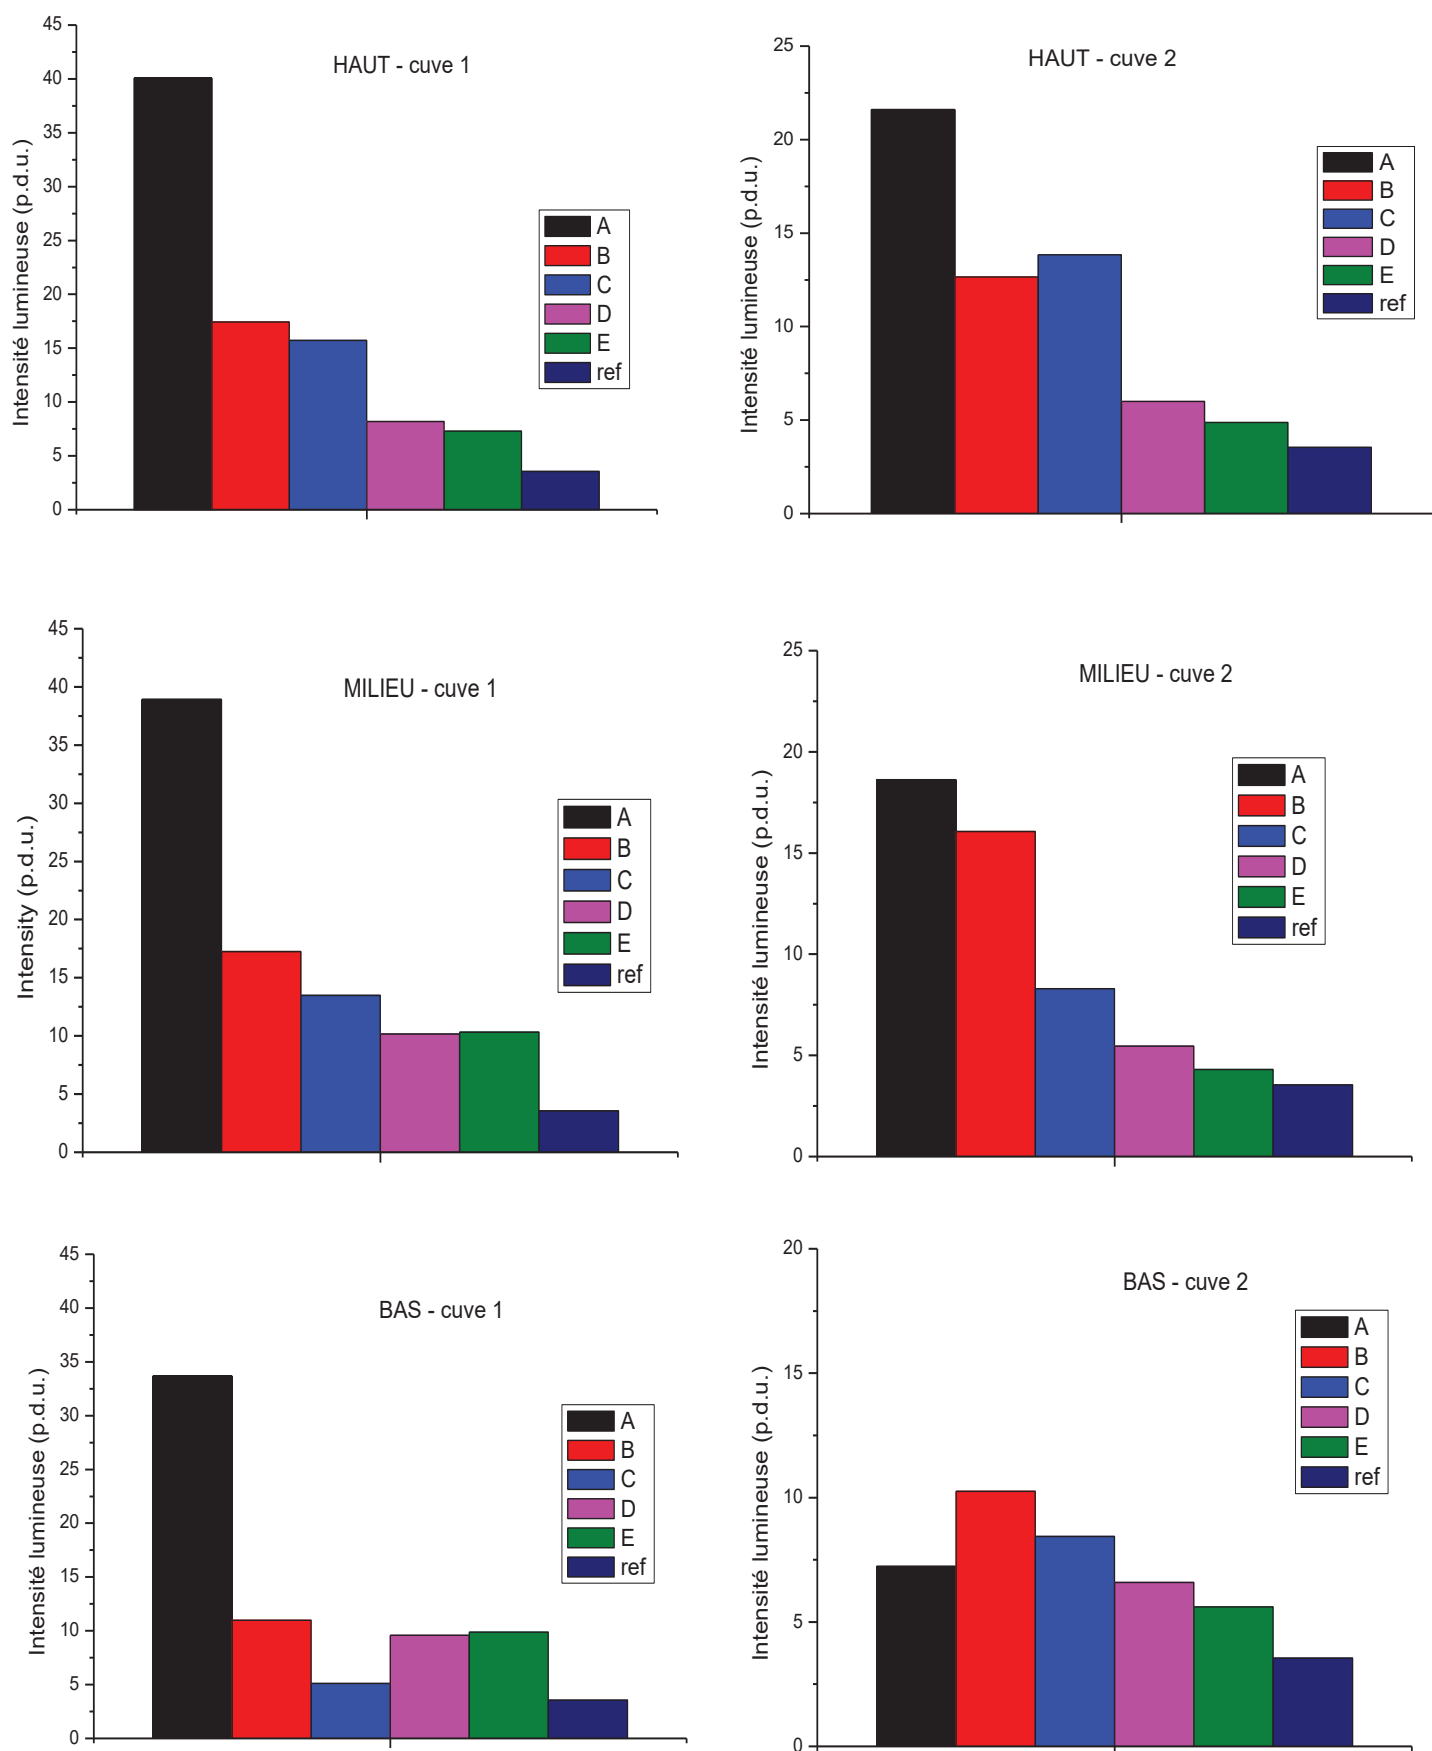 HAUT - cuve 1
Intensité lumineuse (p.d.u.)
45
40
35
30
25
20
15
10
5
0
A
B
C
D
E
ref
HAUT - cuve 2
Intensité lumineuse (p.d.u.)
25
20
15
10
5
0
A
B
C
D
E
ref
MILIEU - cuve 1
Intensity (p.d.u.)
45
40
35
30
25
20
15
10
5
0
A
B
C
D
E
ref
MILIEU - cuve 2
Intensité lumineuse (p.d.u.)
25
20
15
10
5
0
A
B
C
D
E
ref
BAS - cuve 1
Intensité lumineuse (p.d.u.)
45
40
35
30
25
20
15
10
5
0
A
B
C
D
E
ref
BAS - cuve 2
Intensité lumineuse (p.d.u.)
20
15
10
5
0
A
B
C
D
E
ref